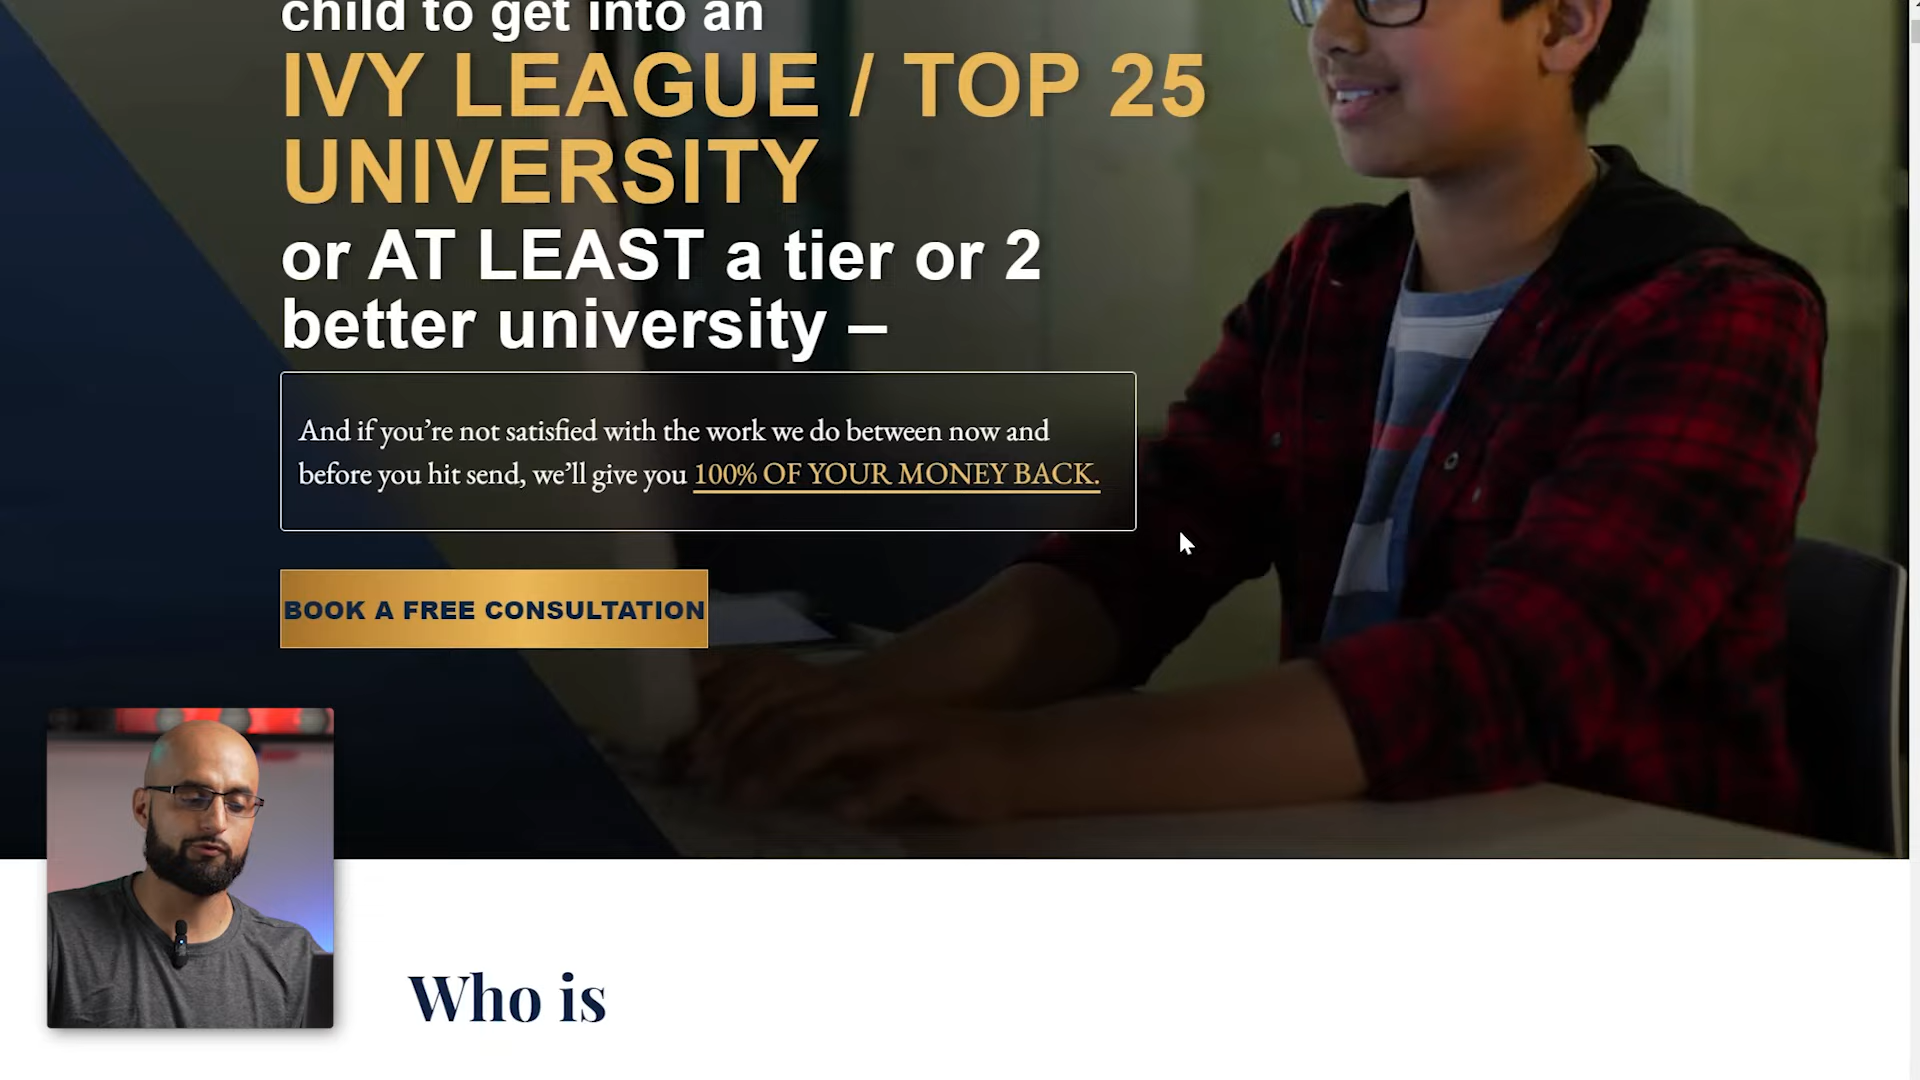 child to get into an
IVY LEAGUE / TOP 25
UNIVERSITY
or AT LEAST a tier or 2
better university –
And if you’re not satisfied with the work we do between now and
before you hit send, we’ll give you 100% OF YOUR MONEY BACK.
BOOK A FREE CONSULTATION
Who is